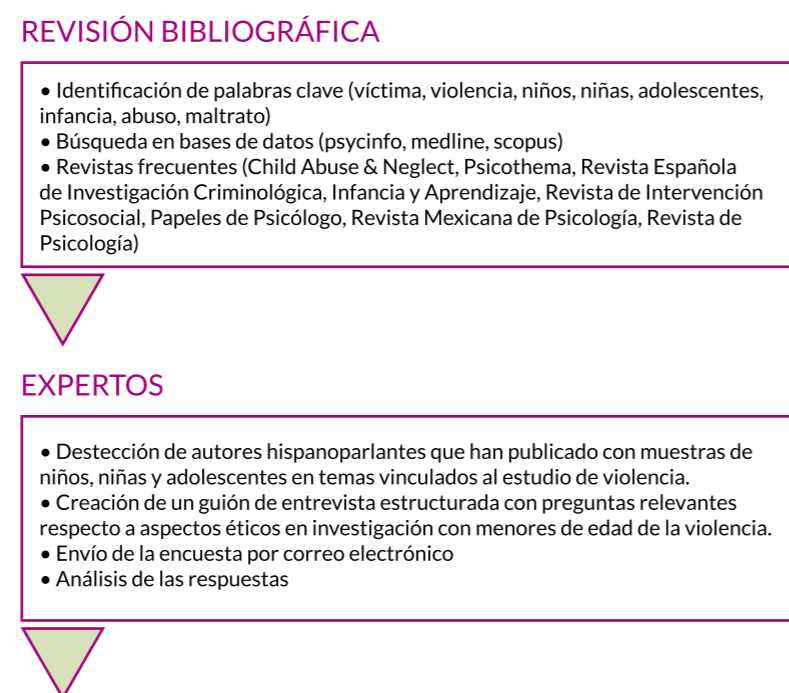 REVISIÓN BIBLIOGRÁFICA
• Identificación de palabras clave (víctima, violencia, niños, niñas, adolescentes,
infancia, abuso, maltrato)
• Búsqueda en bases de datos (psycinfo, medline, scopus)
• Revistas frecuentes (Child Abuse & Neglect, Psicothema, Revista Española
de Investigación Criminológica, Infancia y Aprendizaje, Revista de Intervención
Psicosocial, Papeles de Psicólogo, Revista Mexicana de Psicología, Revista de
Psicología)
EXPERTOS
• Destección de autores hispanoparlantes que han publicado con muestras de
niños, niñas y adolescentes en temas vinculados al estudio de violencia.
• Creación de un guión de entrevista estructurada con preguntas relevantes
respecto a aspectos éticos en investigación con menores de edad de la violencia.
• Envío de la encuesta por correo electrónico
• Análisis de las respuestas